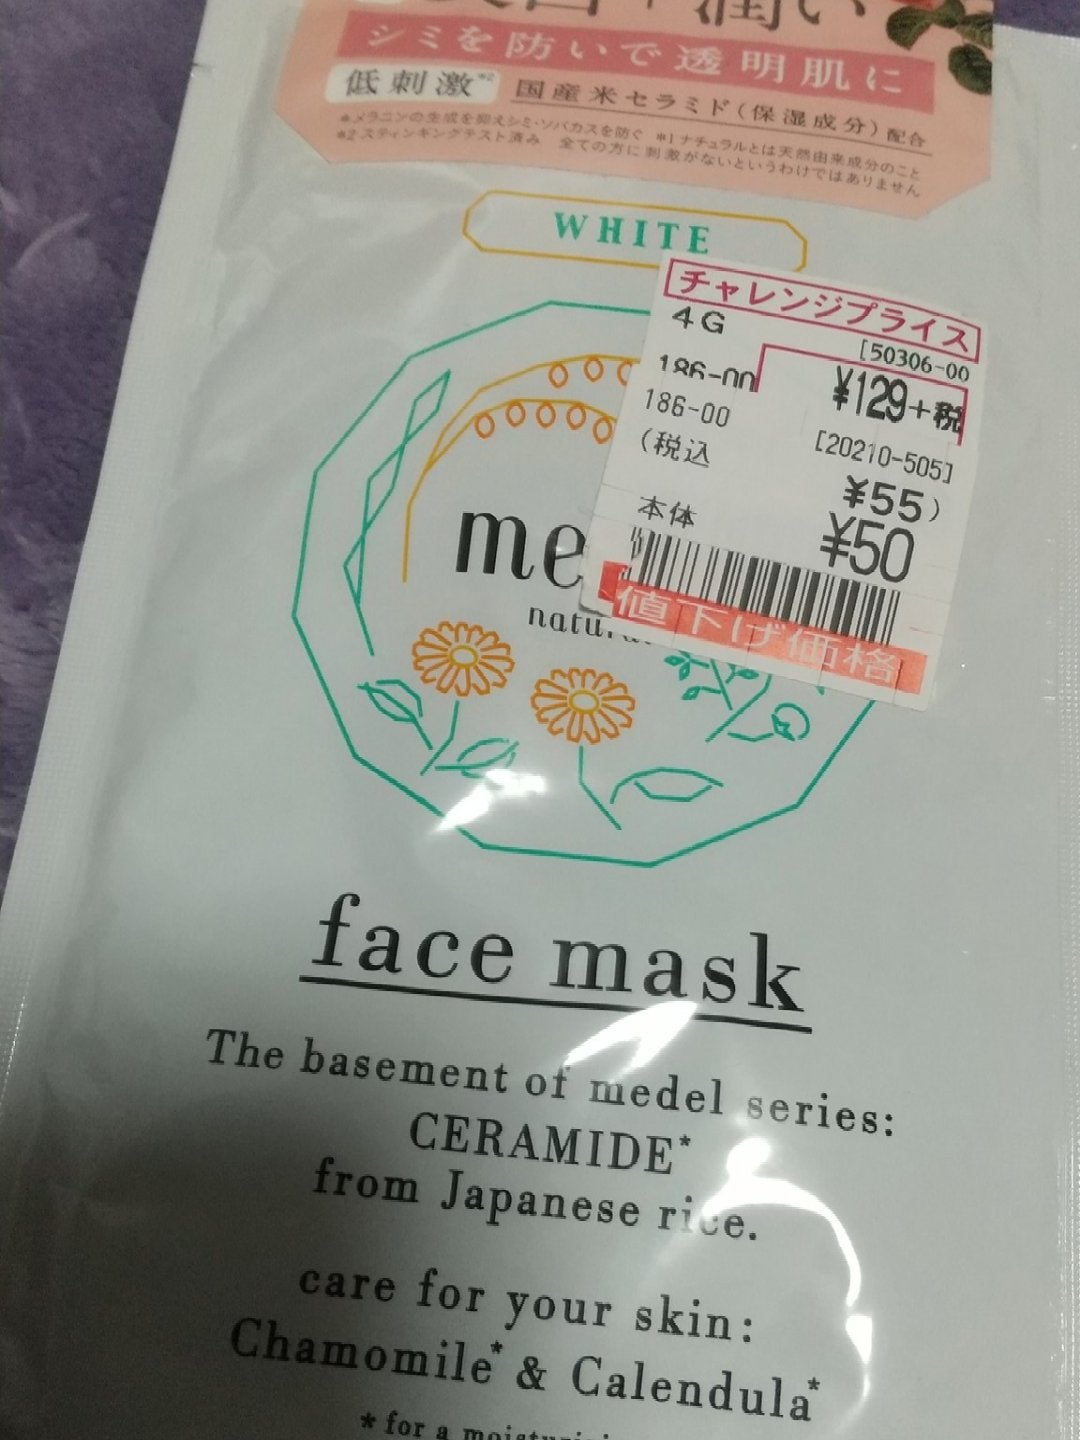 シミを防いで透明肌に
低刺激*2 国産米セラミド(保湿成分)配合
*メラニンの生成を抑えシミ・ソバカスを防ぐ *1 ナチュラルとは天然由来成分のこと
*2 スティンギングテスト済み 全ての方に刺激がないというわけではありません
WHITE
チャレンジプライス
4G
[50306-00
186-00
¥129+税
186-00
[20210-505]
(税込 ¥55)
本体 ¥50
値下げ価格
me
natu
face mask
The basement of medel series:
CERAMIDE*
from Japanese rice.
care for your skin:
Chamomile* & Calendula*
* for a